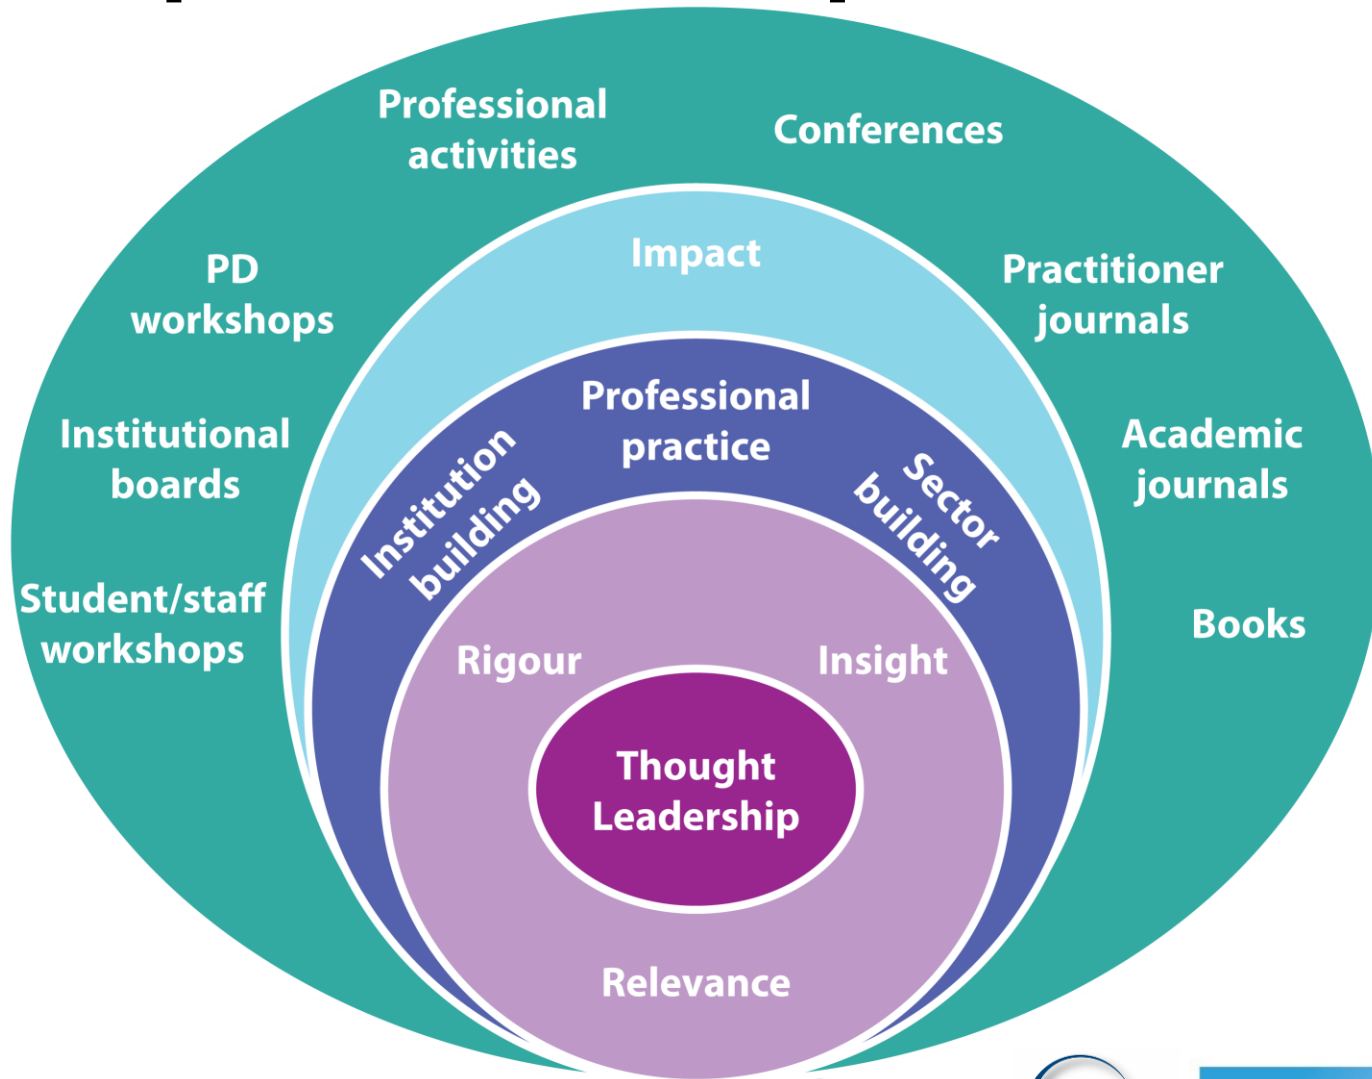 Professional
activities
Conferences
Impact
PD
workshops
Practitioner
journals
Professional
practice
Institutional
boards
Institution
building
Sector
building
Academic
journals
Student/staff
workshops
Books
Rigour
Insight
Thought
Leadership
Relevance